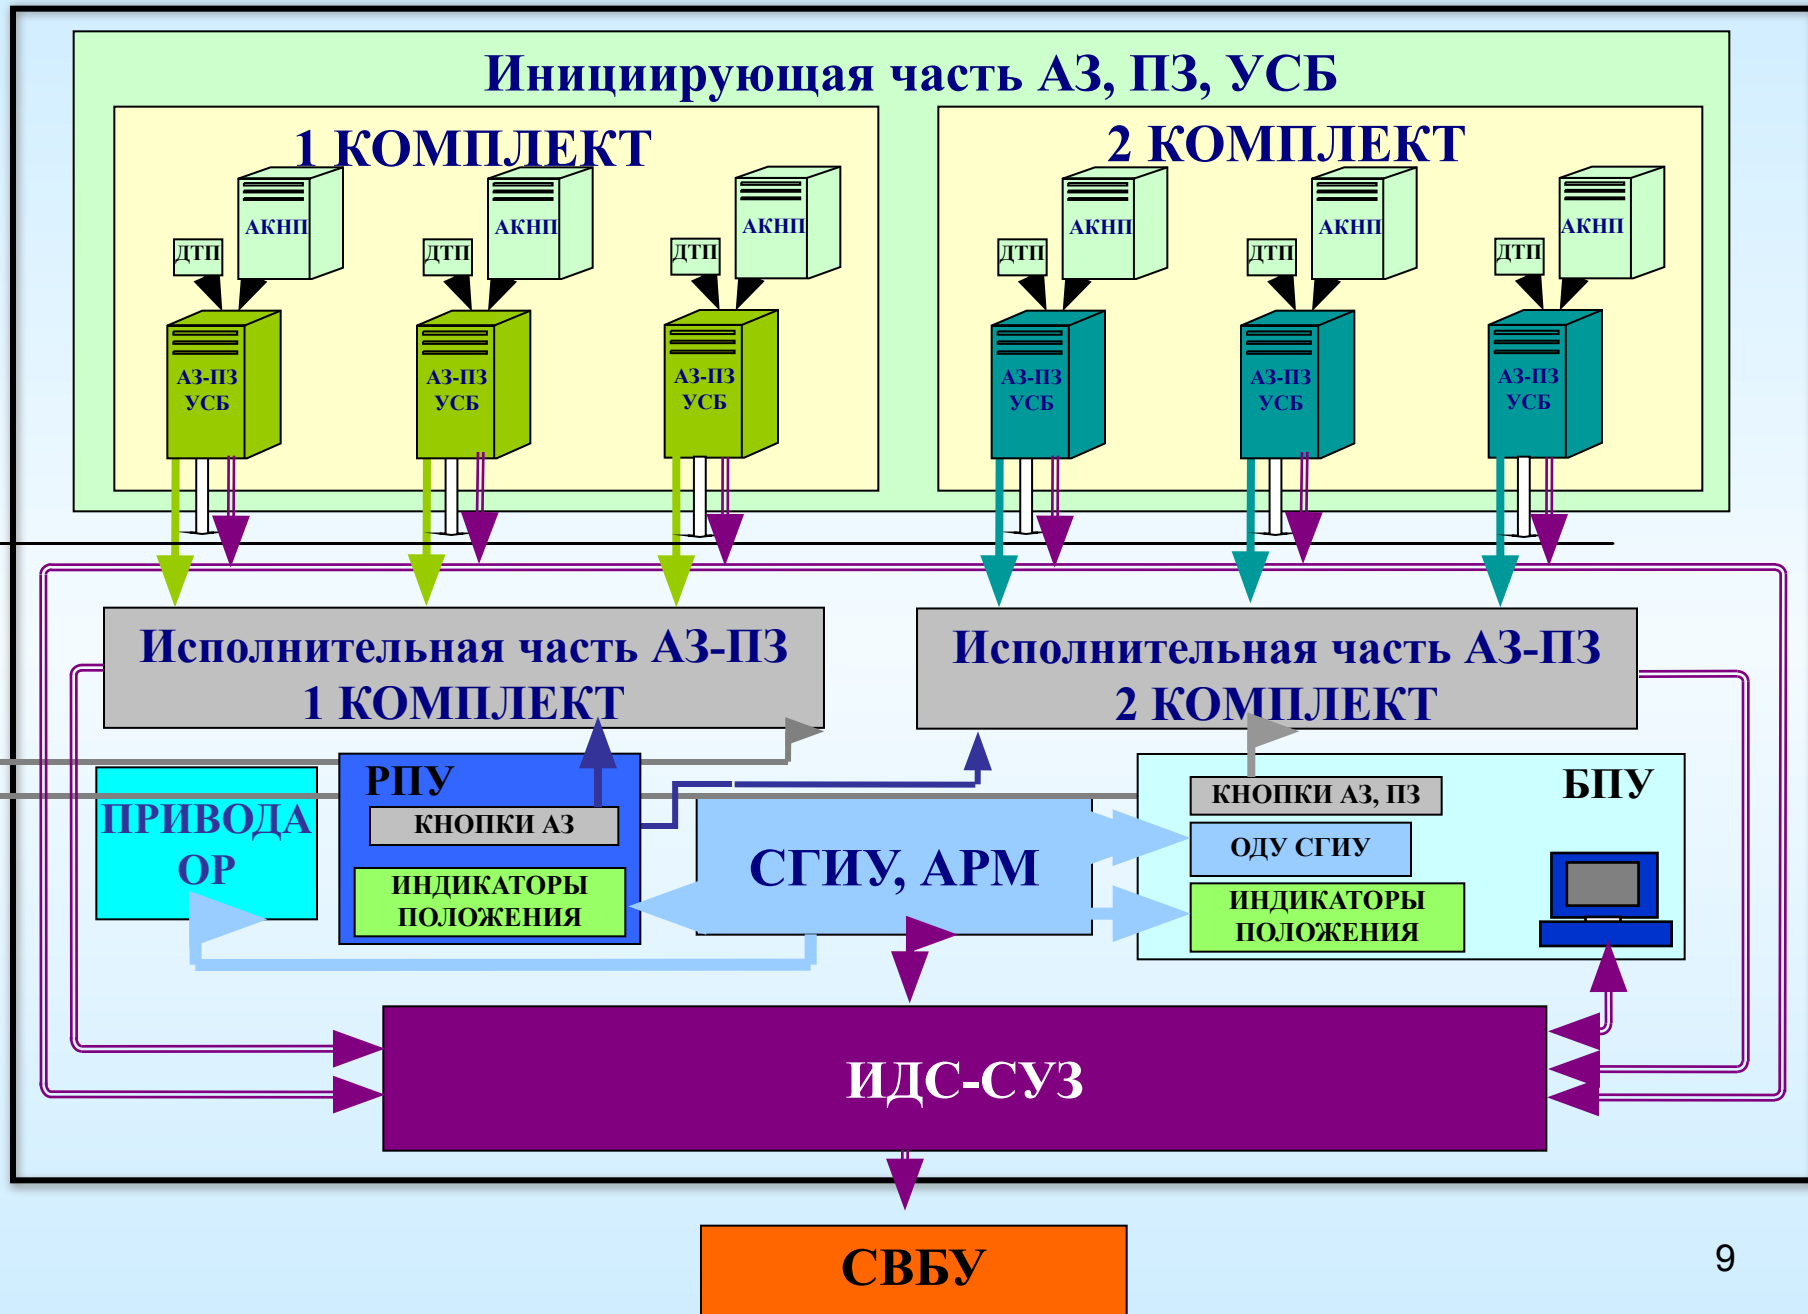 Инициирующая часть АЗ, ПЗ, УСБ
1 КОМПЛЕКТ
2 КОМПЛЕКТ
АКНП
АКНП
АКНП
АКНП
АКНП
АКНП
ДТП
ДТП
ДТП
ДТП
ДТП
ДТП
АЗ-ПЗ
УСБ
АЗ-ПЗ
УСБ
АЗ-ПЗ
УСБ
АЗ-ПЗ
УСБ
АЗ-ПЗ
УСБ
АЗ-ПЗ
УСБ
Исполнительная часть АЗ-ПЗ
1 КОМПЛЕКТ
Исполнительная часть АЗ-ПЗ
2 КОМПЛЕКТ
ПРИВОДА
ОР
РПУ
КНОПКИ АЗ
ИНДИКАТОРЫ
ПОЛОЖЕНИЯ
СГИУ, АРМ
БПУ
КНОПКИ АЗ, ПЗ
ОДУ СГИУ
ИНДИКАТОРЫ
ПОЛОЖЕНИЯ
ИДС-СУЗ
СВБУ
9